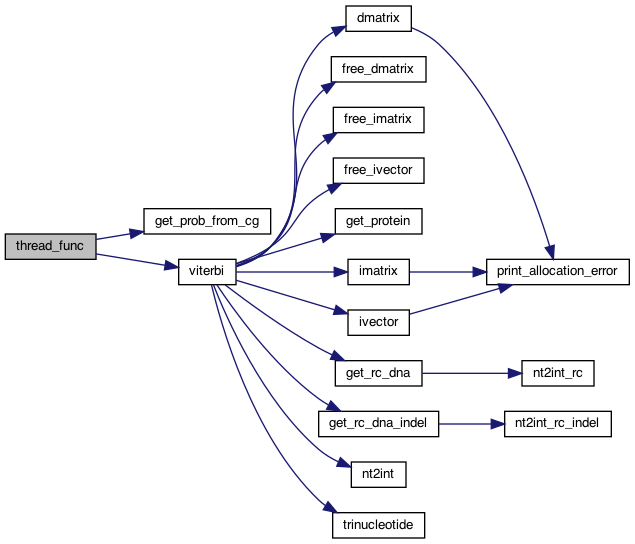 dmatrix
free_dmatrix
free_imatrix
free_ivector
get_prob_from_cg
get_protein
thread_func
viterbi
imatrix
print_allocation_error
ivector
get_rc_dna
nt2int_rc
get_rc_dna_indel
nt2int_rc_indel
nt2int
trinucleotide